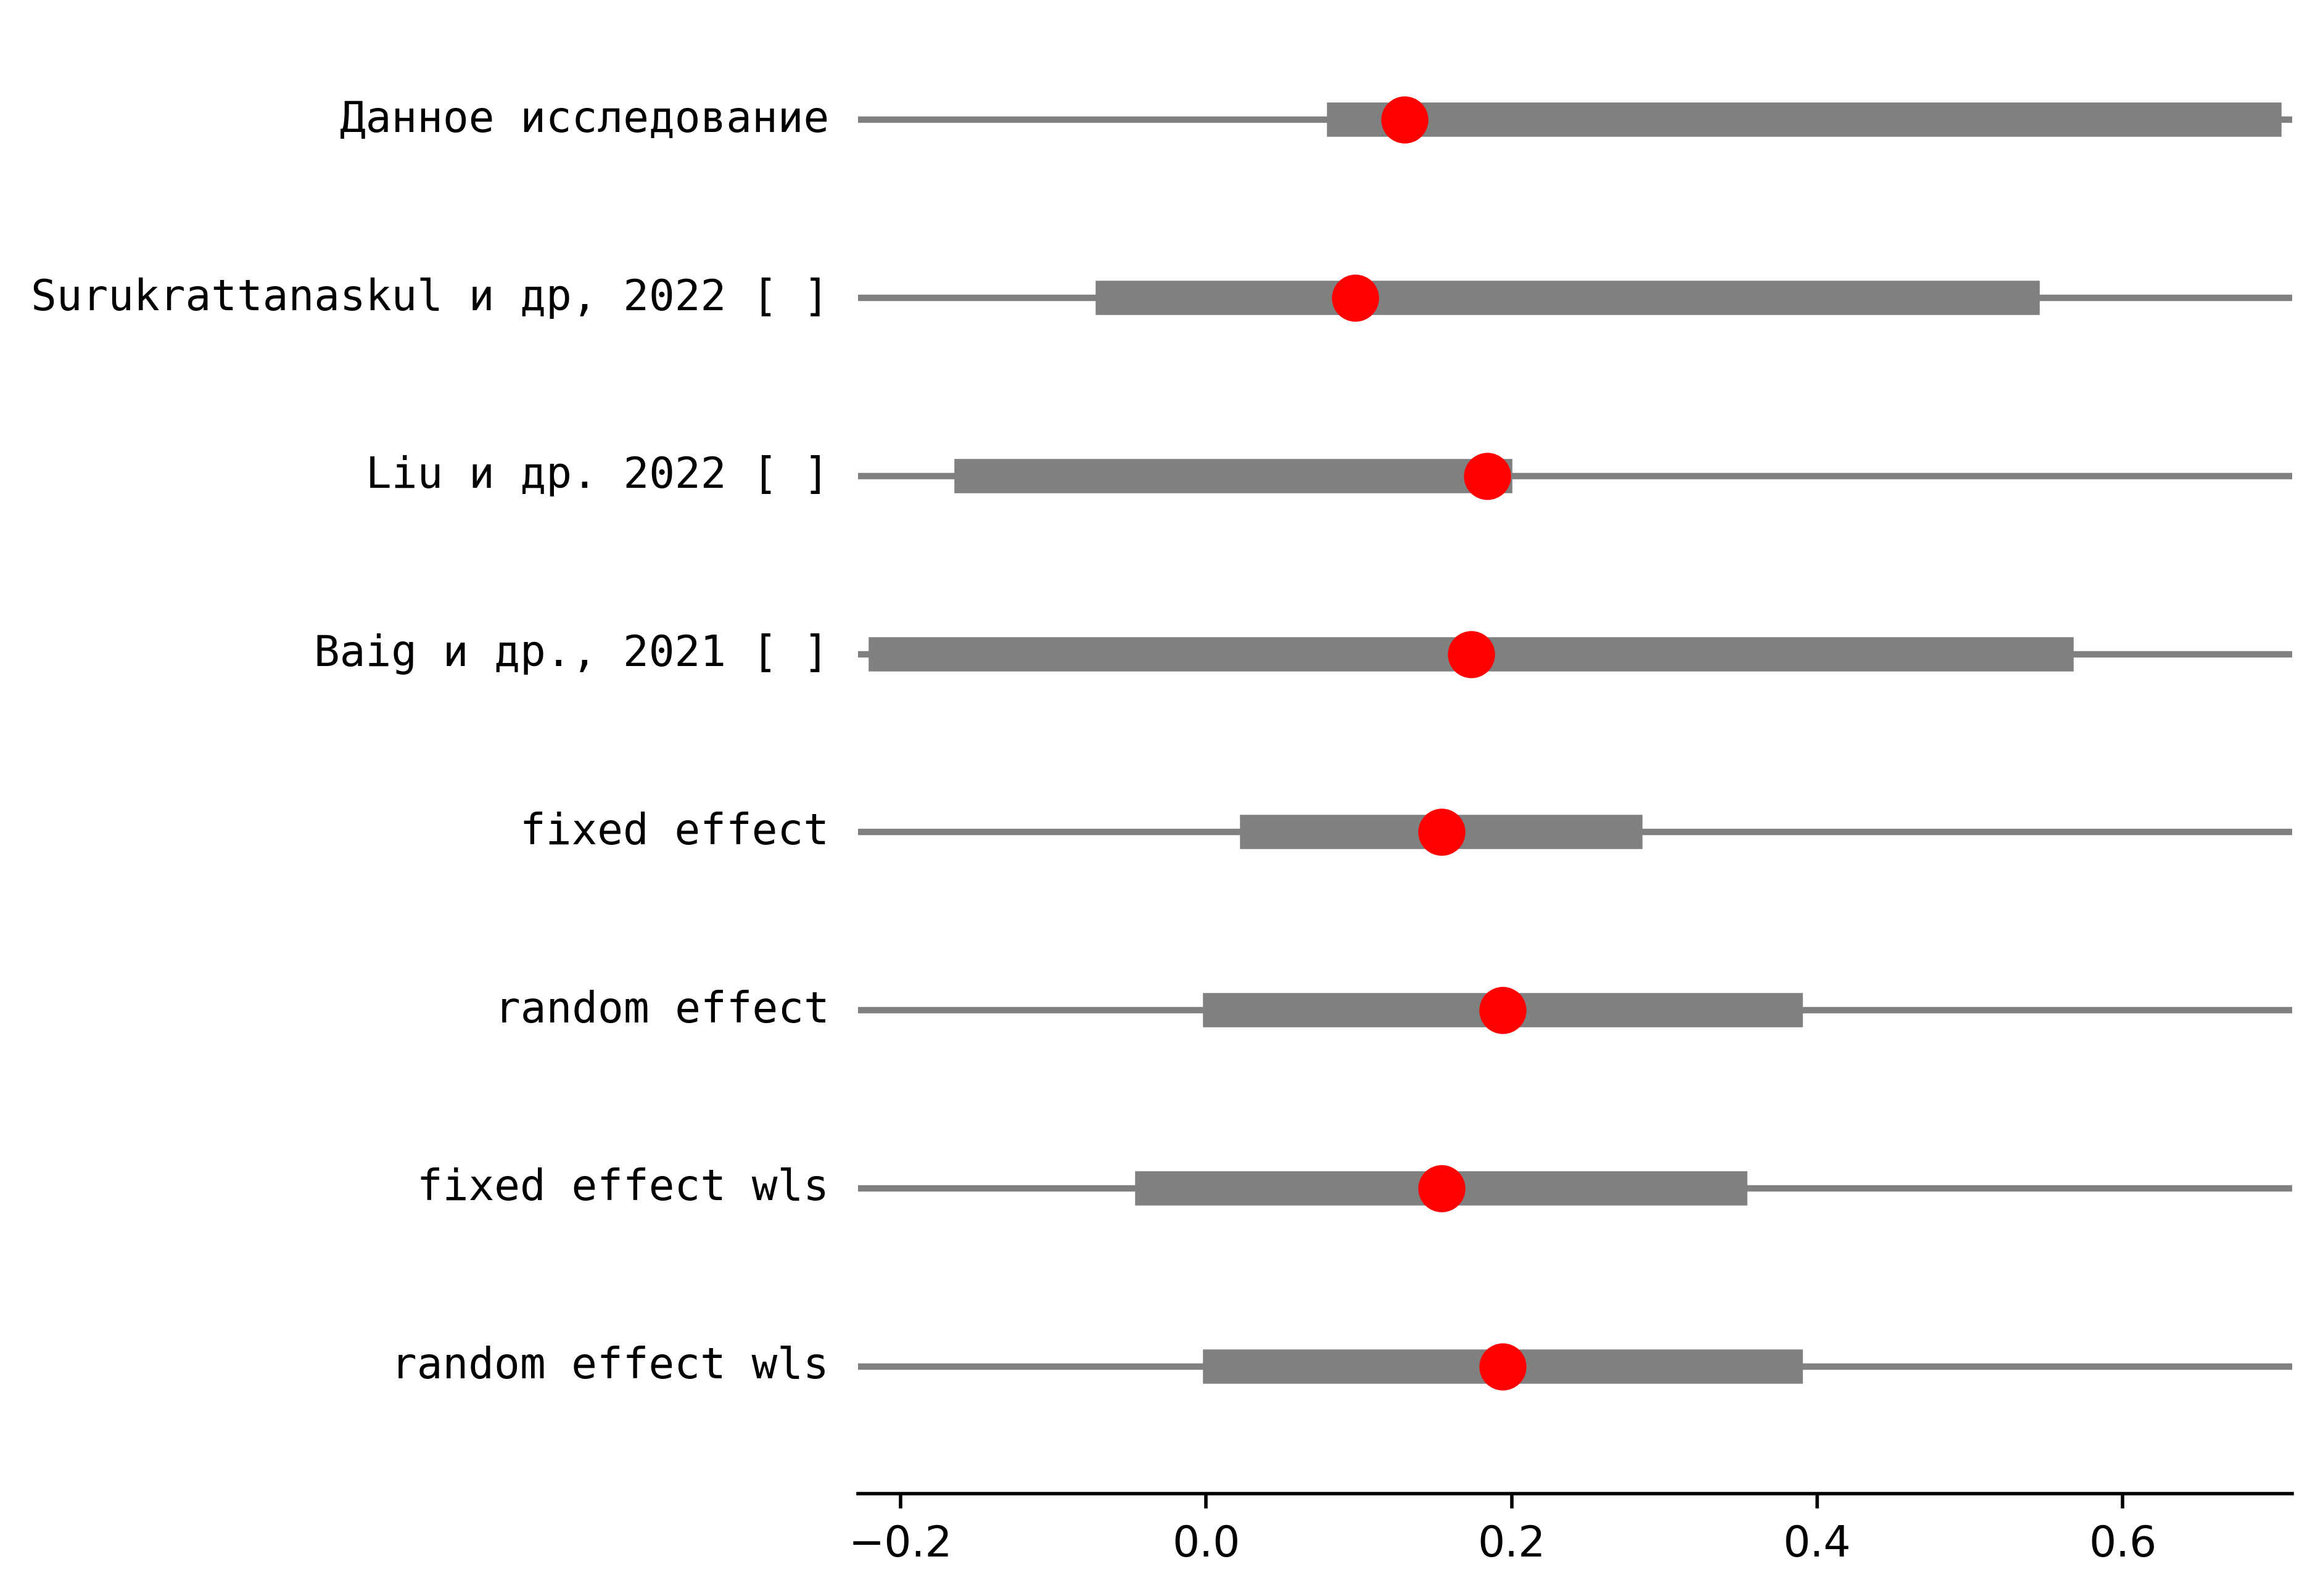 Данное исследование
Surukrattanaskul и др, 2022 [ ]
Liu и др. 2022 [ ]
Baig и др., 2021 [ ]
fixed effect
random effect
fixed effect wls
random effect wls
−0.2 0.0 0.2 0.4 0.6